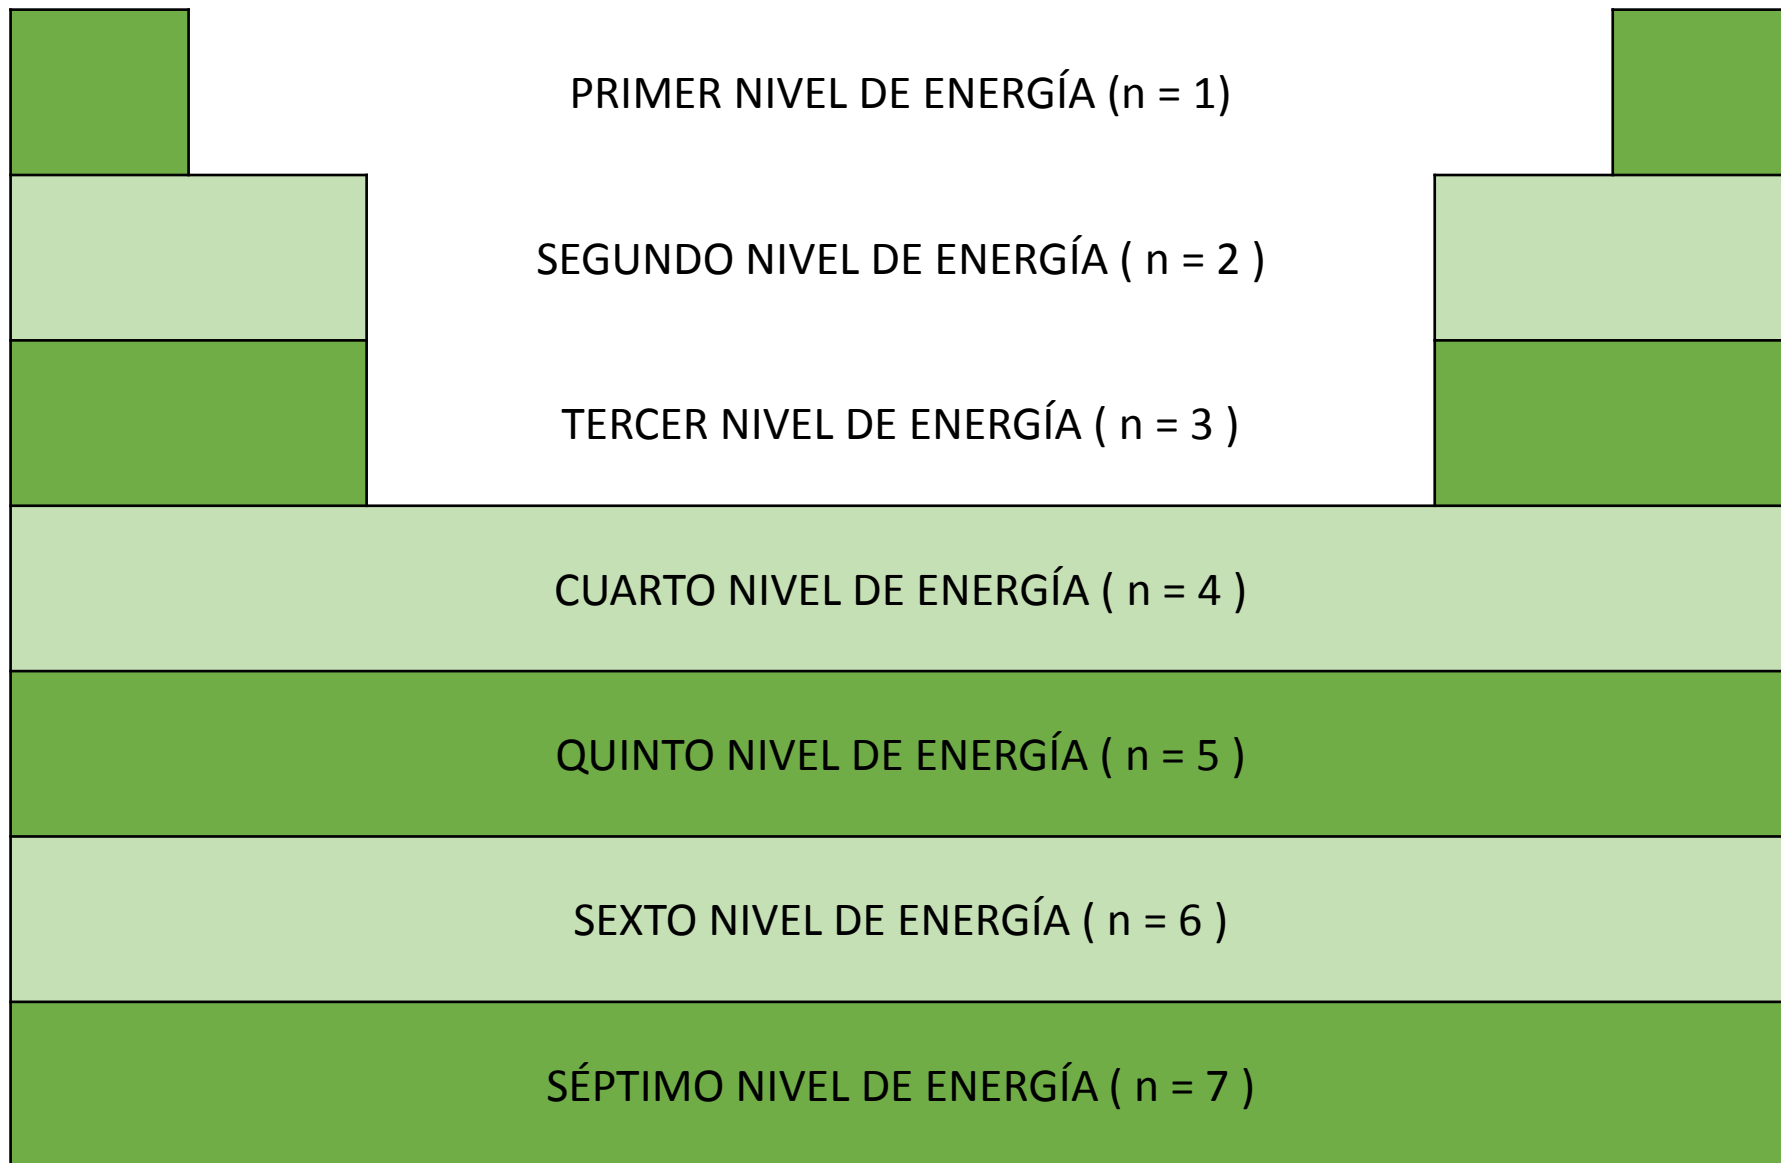 PRIMER NIVEL DE ENERGÍA (n = 1)
SEGUNDO NIVEL DE ENERGÍA ( n = 2 )
TERCER NIVEL DE ENERGÍA ( n = 3 )
CUARTO NIVEL DE ENERGÍA ( n = 4 )
QUINTO NIVEL DE ENERGÍA ( n = 5 )
SEXTO NIVEL DE ENERGÍA ( n = 6 )
SÉPTIMO NIVEL DE ENERGÍA ( n = 7 )